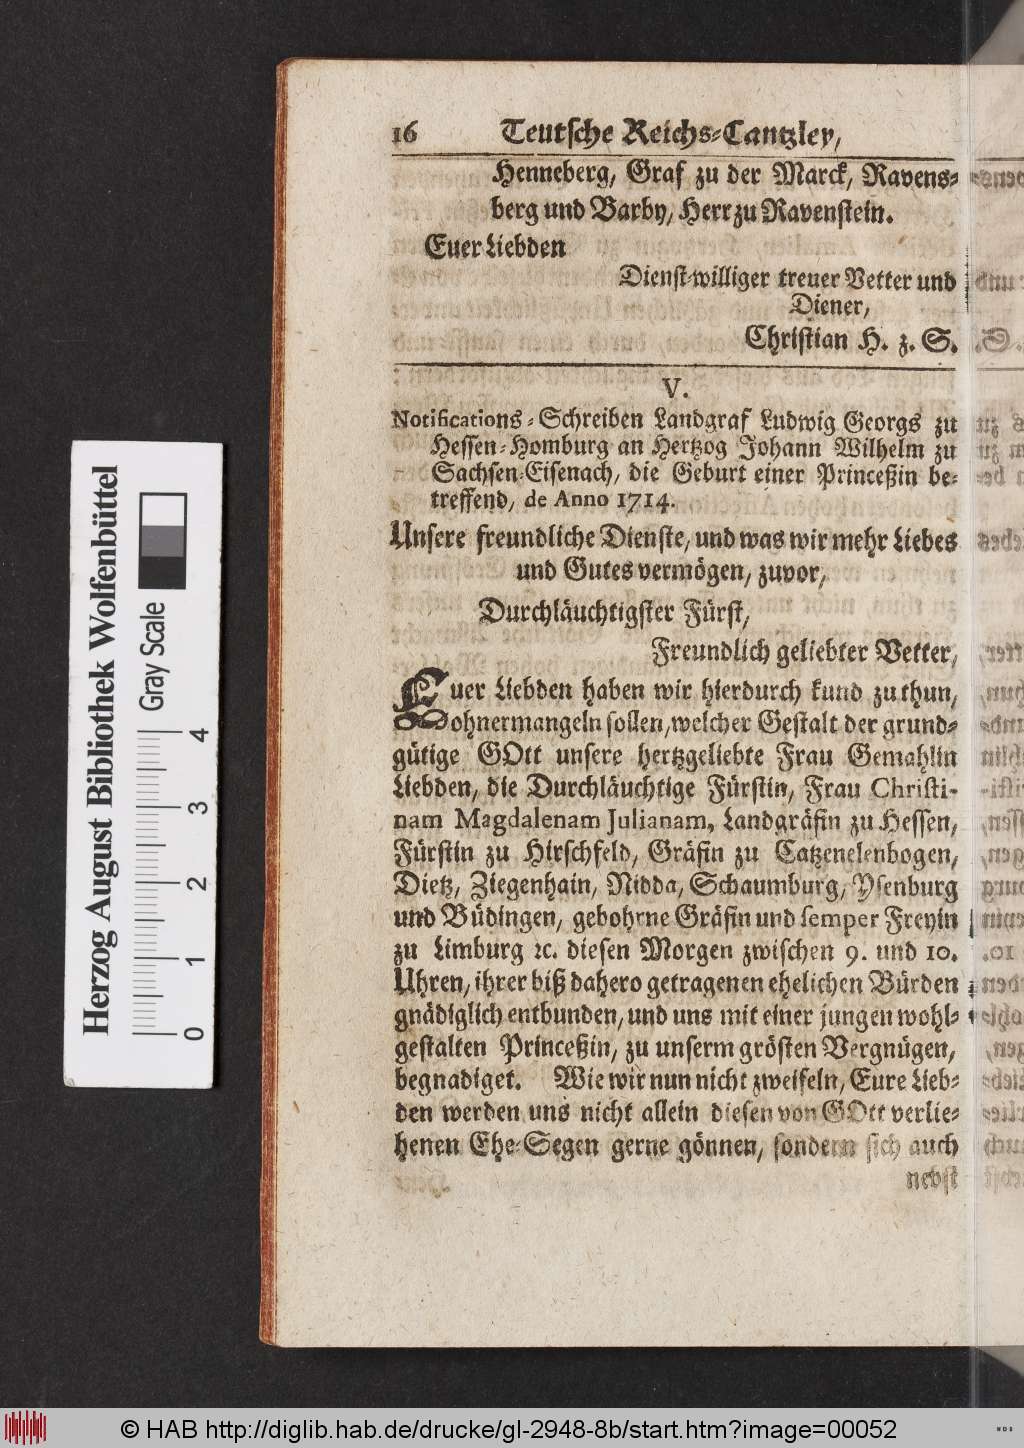 16 Teutsche Reichs-Cantzley,
Henneberg, Graf zu der Marck, Ravens-
berg und Barby, Herr zu Ravenstein.
Euer Liebden
Dienst-williger treuer Vetter und
Diener,
Christian H. z. S.
V.
Notifications-Schreiben Landgraf Ludwig Georgs zu
Hessen-Homburg an Hertzog Johann Wilhelm zu
Sachsen-Eisenach, die Geburt einer Princeßin be-
treffend, de Anno 1714.
Unsere freundliche Dienste, und was wir mehr Liebes
und Gutes vermögen, zuvor,
Durchläuchtigster Fürst,
Freundlich geliebter Vetter,
Euer Liebden haben wir hierdurch kund zu thun,
ohnermangeln sollen, welcher Gestalt der grund-
gütige GOtt unsere hertzgeliebte Frau Gemahlin
Liebden, die Durchläuchtige Fürstin, Frau Christi-
nam Magdalenam Julianam, Landgräfin zu Hessen,
Fürstin zu Hirschfeld, Gräfin zu Catzenelenbogen,
Dietz, Ziegenhain, Nidda, Schaumburg, Ysenburg
und Büdingen, gebohrne Gräfin und semper Freyin
zu Limburg ꝛc. diesen Morgen zwischen 9. und 10.
Uhren, ihrer biß dahero getragenen ehelichen Bürden
gnädiglich entbunden, und uns mit einer jungen wohl-
gestalten Princeßin, zu unserm grösten Vergnügen,
begnadiget. Wie wir nun nicht zweifeln, Eure Lieb-
den werden uns nicht allein diesen von GOtt verlie-
henen Ehe-Segen gerne gönnen, sondern sich auch
nebst
Herzog August Bibliothek Wolfenbüttel
Gray Scale
0 1 2 3 4
© HAB http://diglib.hab.de/drucke/gl-2948-8b/start.htm?image=00052